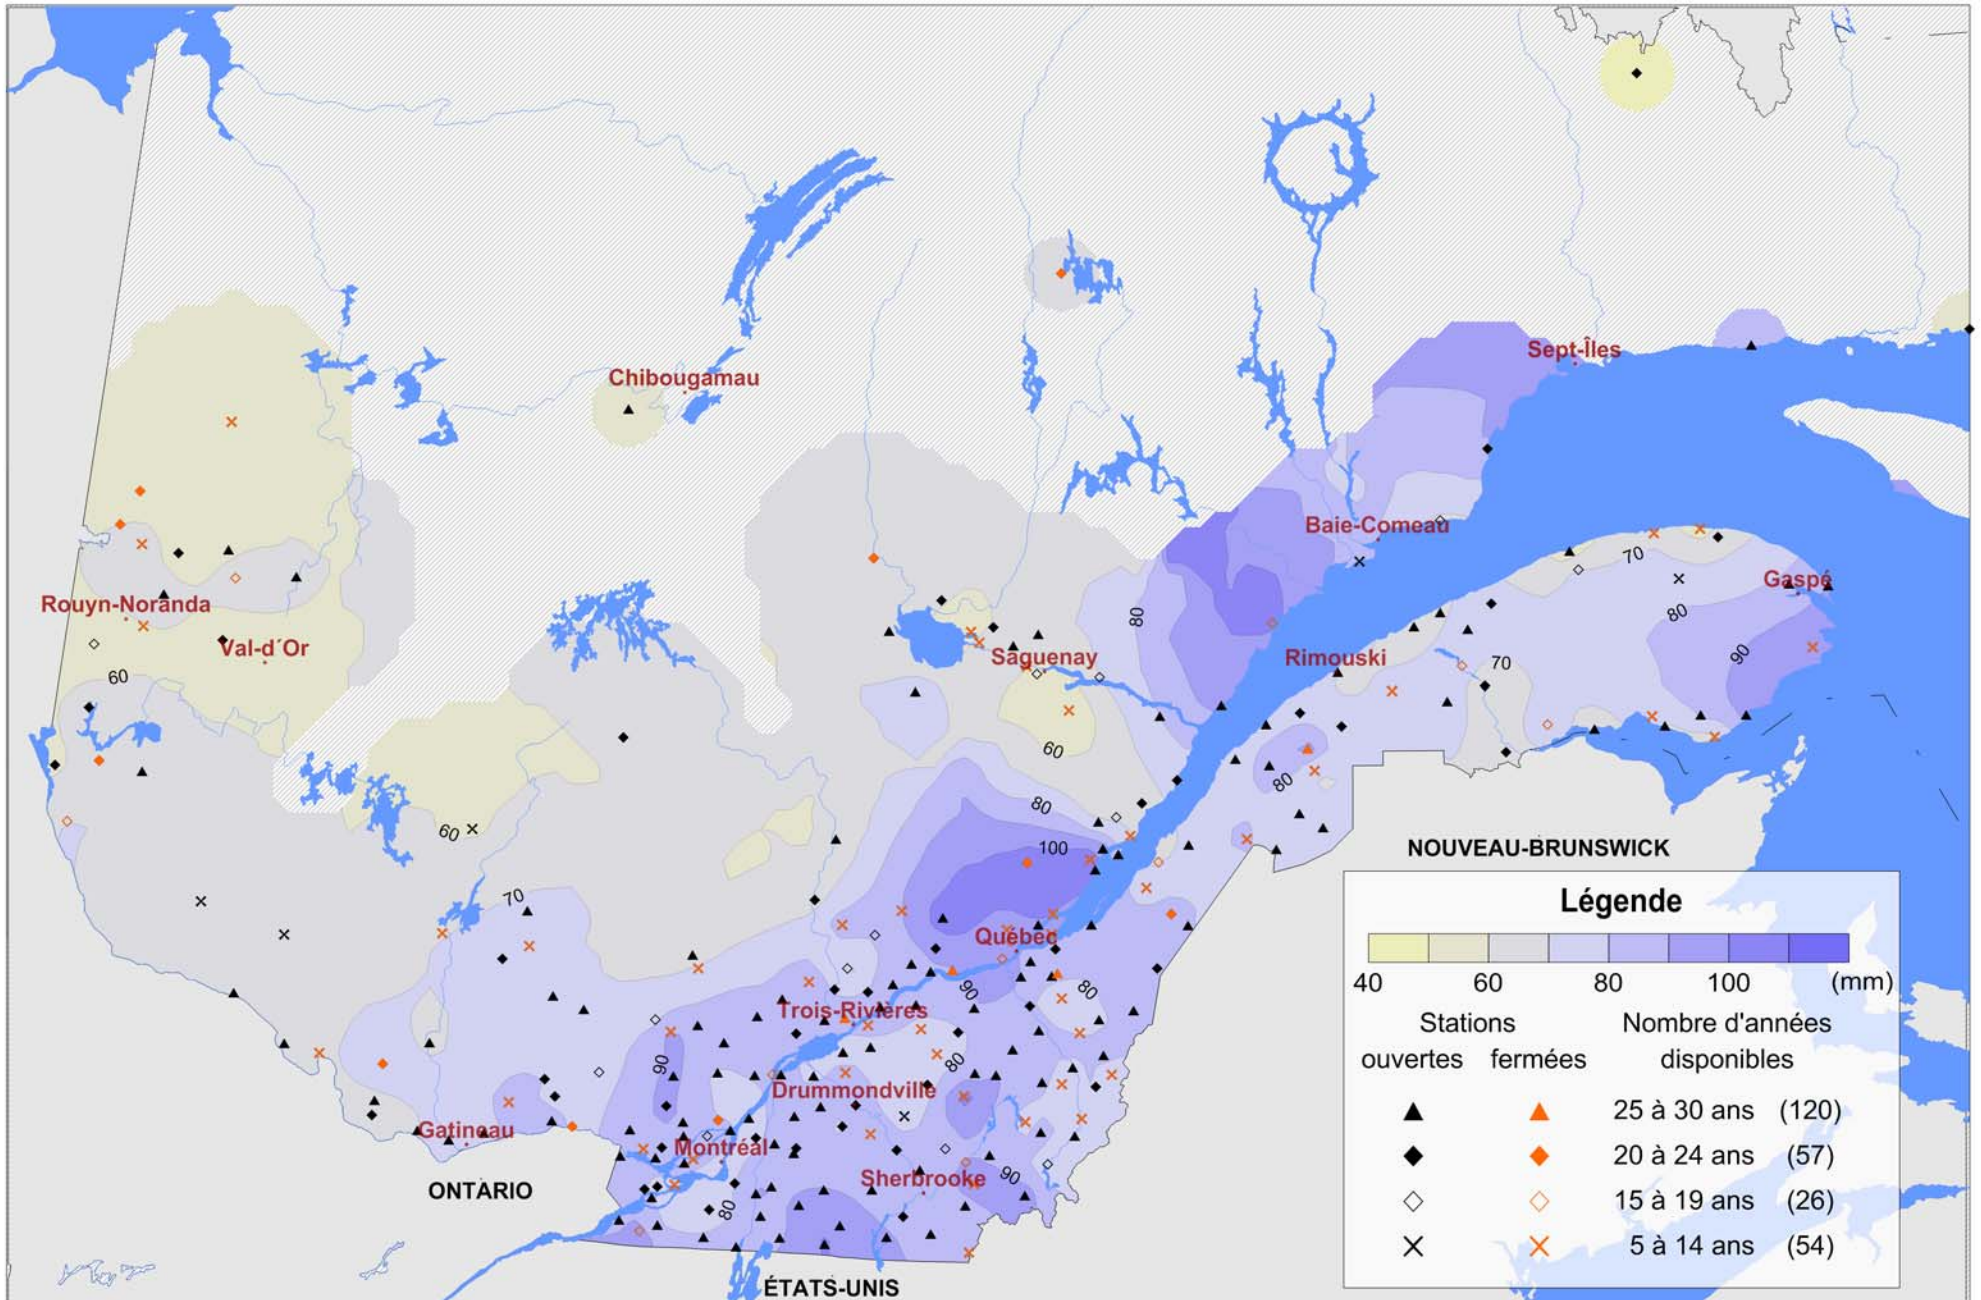 Sept-Îles
Chibougamau
Baie-Comeau
70
Gaspé
Rouyn-Noranda
80
80
Val-d´Or
Saguenay
Rimouski
70
90
60
60
80
60
80
100
70
NOUVEAU-BRUNSWICK
Québec
90
80
Trois-Rivières
90
80
Drummondville
Gatineau
Montréal
Sherbrooke
90
ONTARIO
80
ÉTATS-UNIS
Légende
40 60 80 100 (mm)
Stations Nombre d'années
ouvertes fermées disponibles
25 à 30 ans (120)
20 à 24 ans (57)
15 à 19 ans (26)
5 à 14 ans (54)